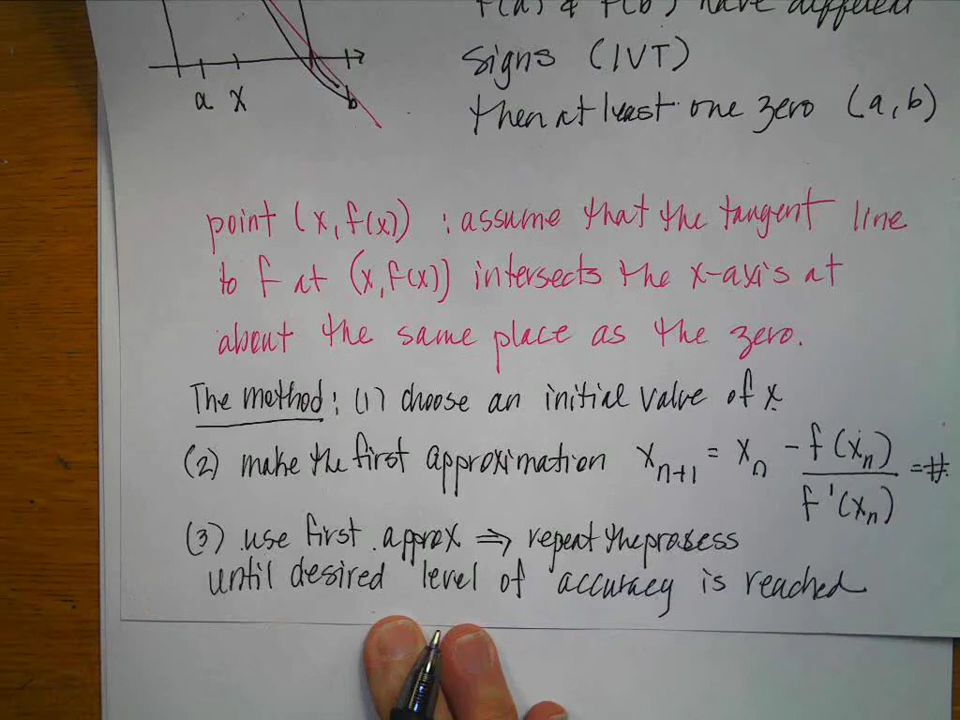 f(a) & f(b) have different
signs (IVT)
then at least one zero (a, b)
a x b
point (x, f(x)) : assume that the tangent line
to f at (x, f(x)) intersects the x-axis at
about the same place as the zero.
The method: (1) choose an initial value of x.
(2) make the first approximation x_{n+1} = x_n - f(x_n) / f'(x_n) = #
(3) use first approx ⇒ repeat the prosess
until desired level of accuracy is reached